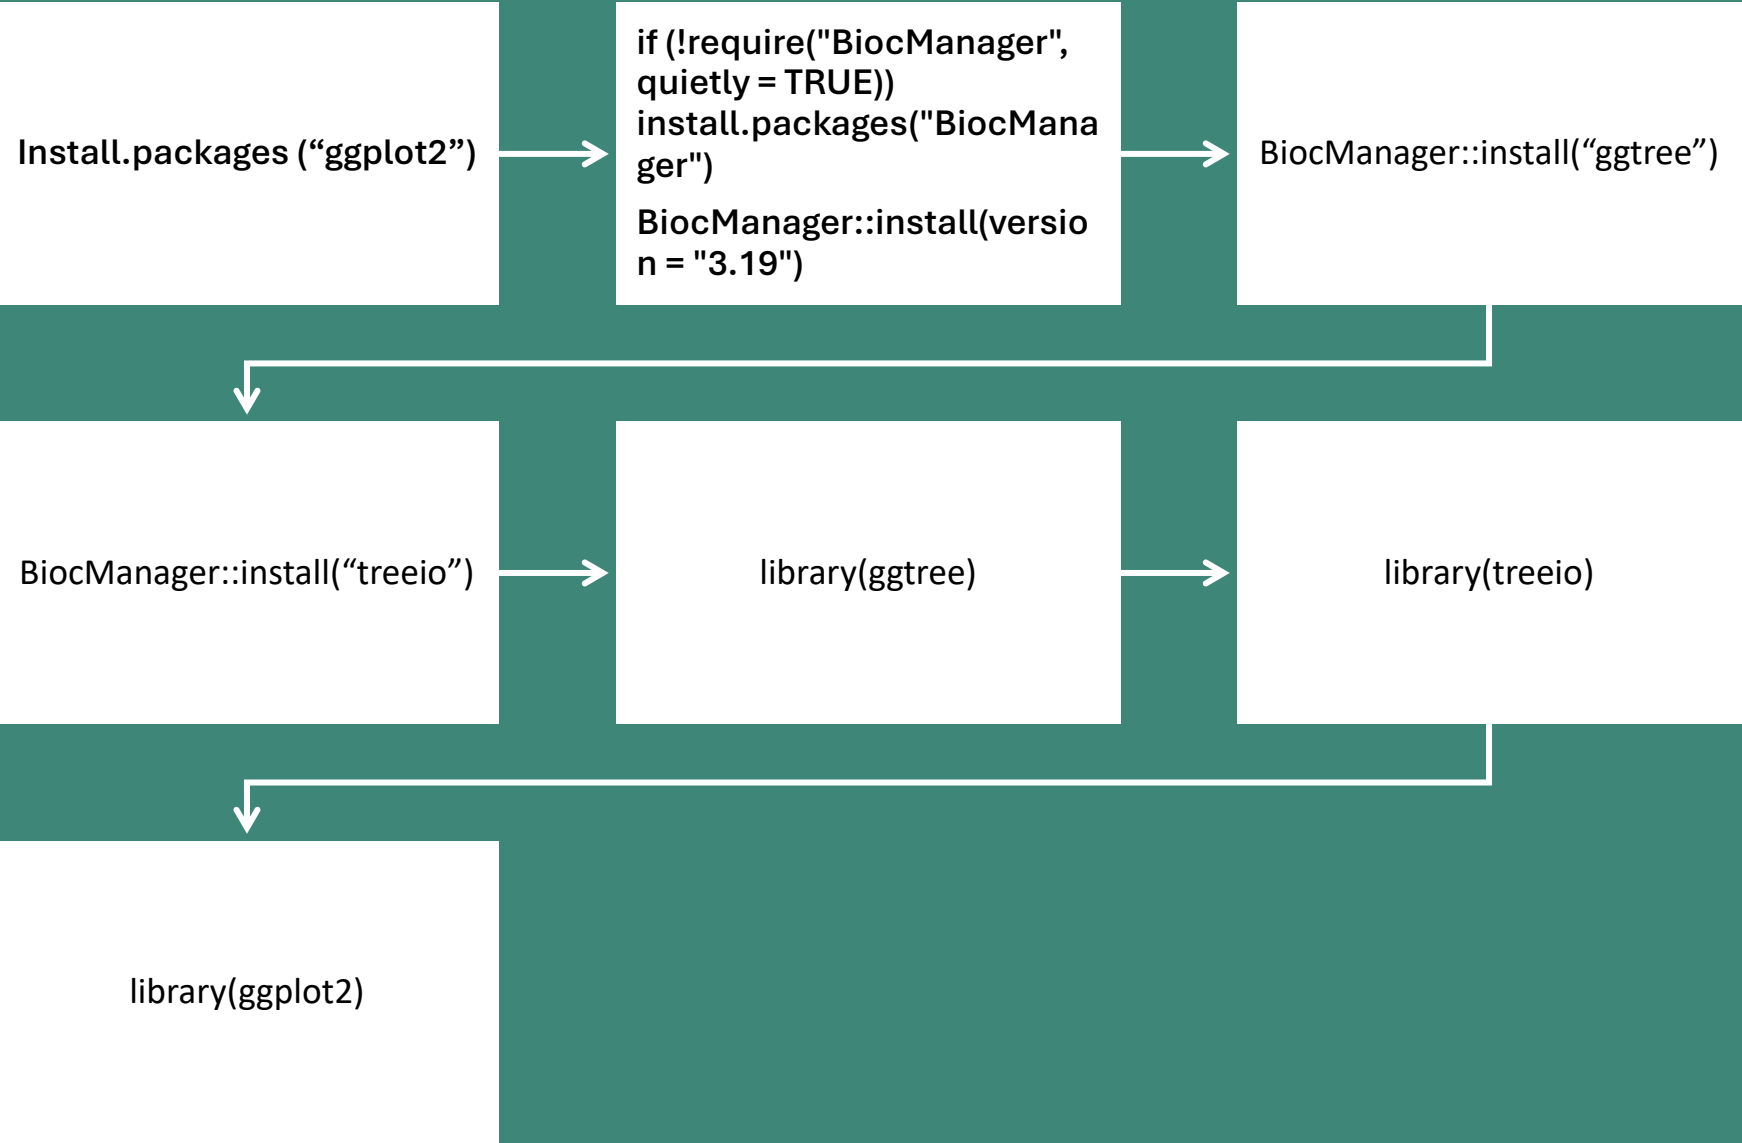 Install.packages (“ggplot2”)
if (!require("BiocManager",
quietly = TRUE))
install.packages("BiocMana
ger")
BiocManager::install(versio
n = "3.19")
BiocManager::install(“ggtree”)
BiocManager::install(“treeio”)
library(ggtree)
library(treeio)
library(ggplot2)